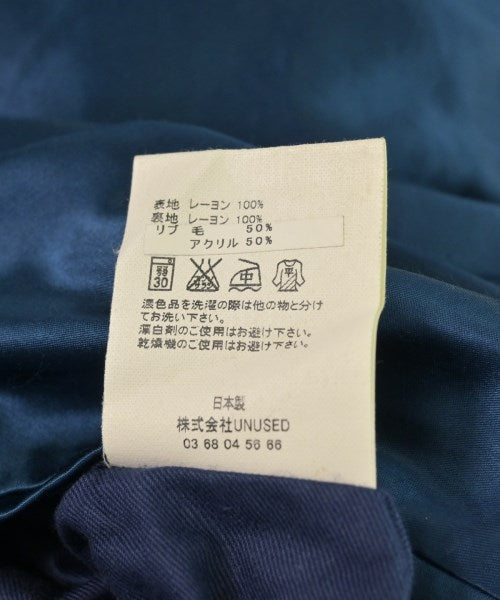 表地 レーヨン 100%
裏地 レーヨン 100%
リブ 毛 50%
アクリル 50%
弱
30
中
平
濃色品を洗濯の際は他の物と分け
てお洗い下さい。
漂白剤のご使用はお避け下さい。
乾燥機のご使用はお避け下さい。
日本製
株式会社UNUSED
03 68 04 56 66